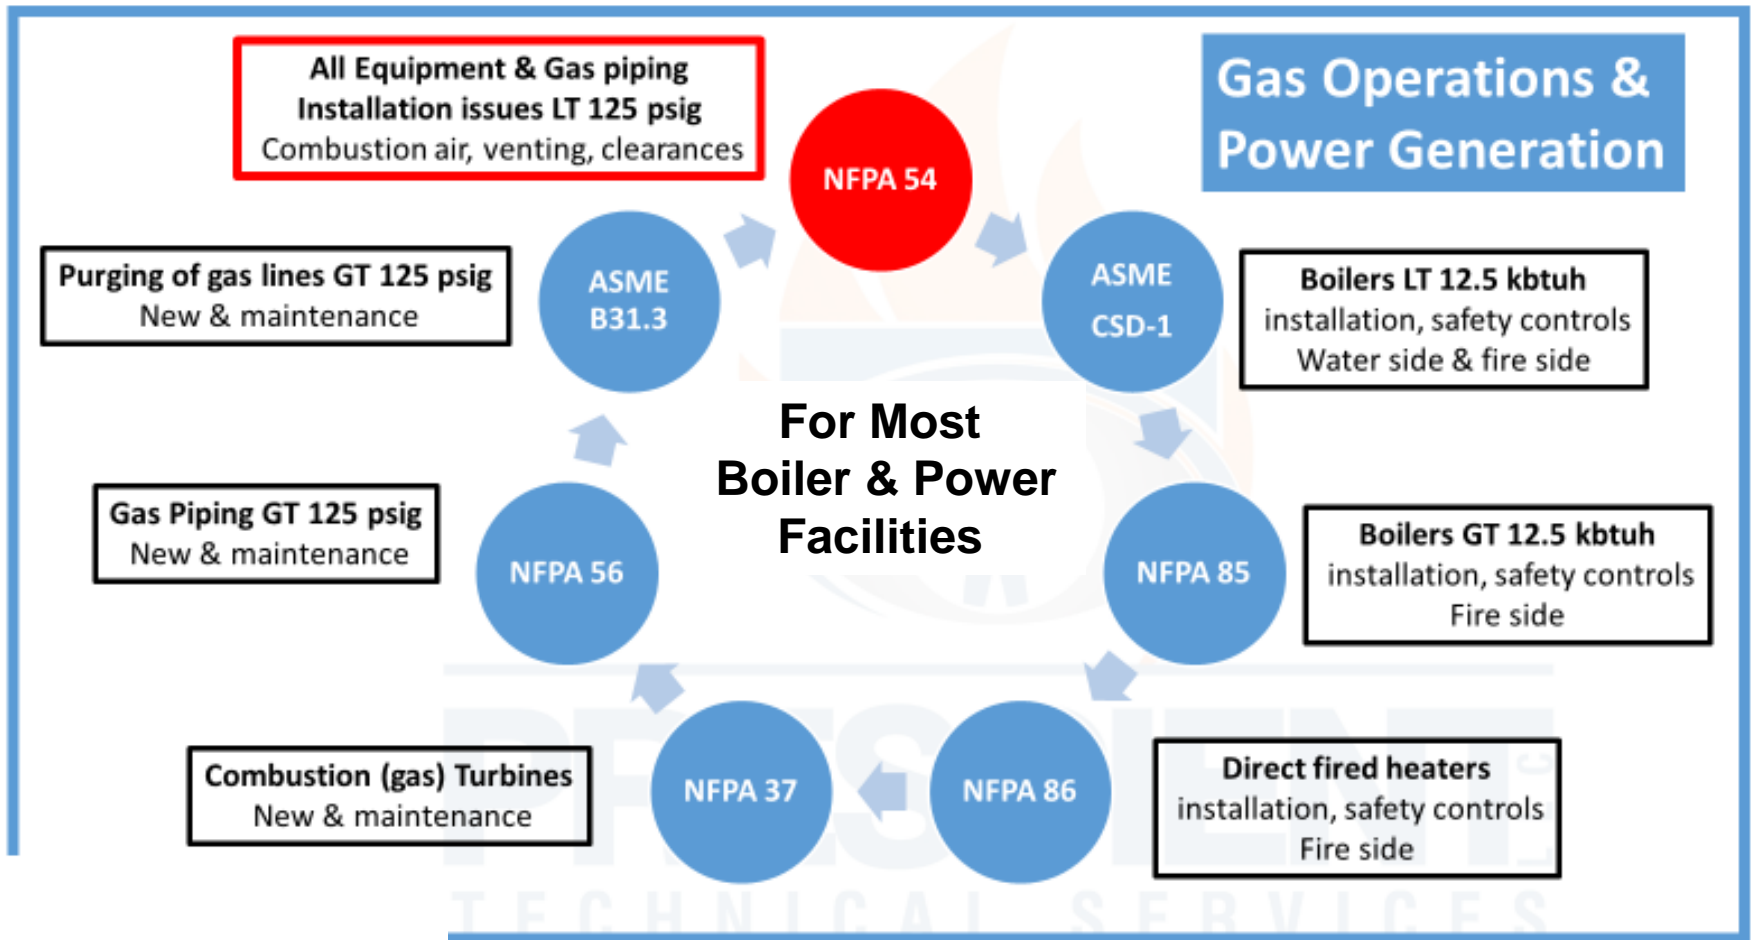 All Equipment & Gas piping
Installation issues LT 125 psig
Combustion air, venting, clearances
Gas Operations &
Power Generation
NFPA 54
ASME
CSD-1
Boilers LT 12.5 kbtuh
installation, safety controls
Water side & fire side
NFPA 85
Boilers GT 12.5 kbtuh
installation, safety controls
Fire side
NFPA 86
Direct fired heaters
installation, safety controls
Fire side
NFPA 37
Combustion (gas) Turbines
New & maintenance
NFPA 56
Gas Piping GT 125 psig
New & maintenance
ASME
B31.3
Purging of gas lines GT 125 psig
New & maintenance
For Most
Boiler & Power
Facilities
TECHNICAL SERVICES